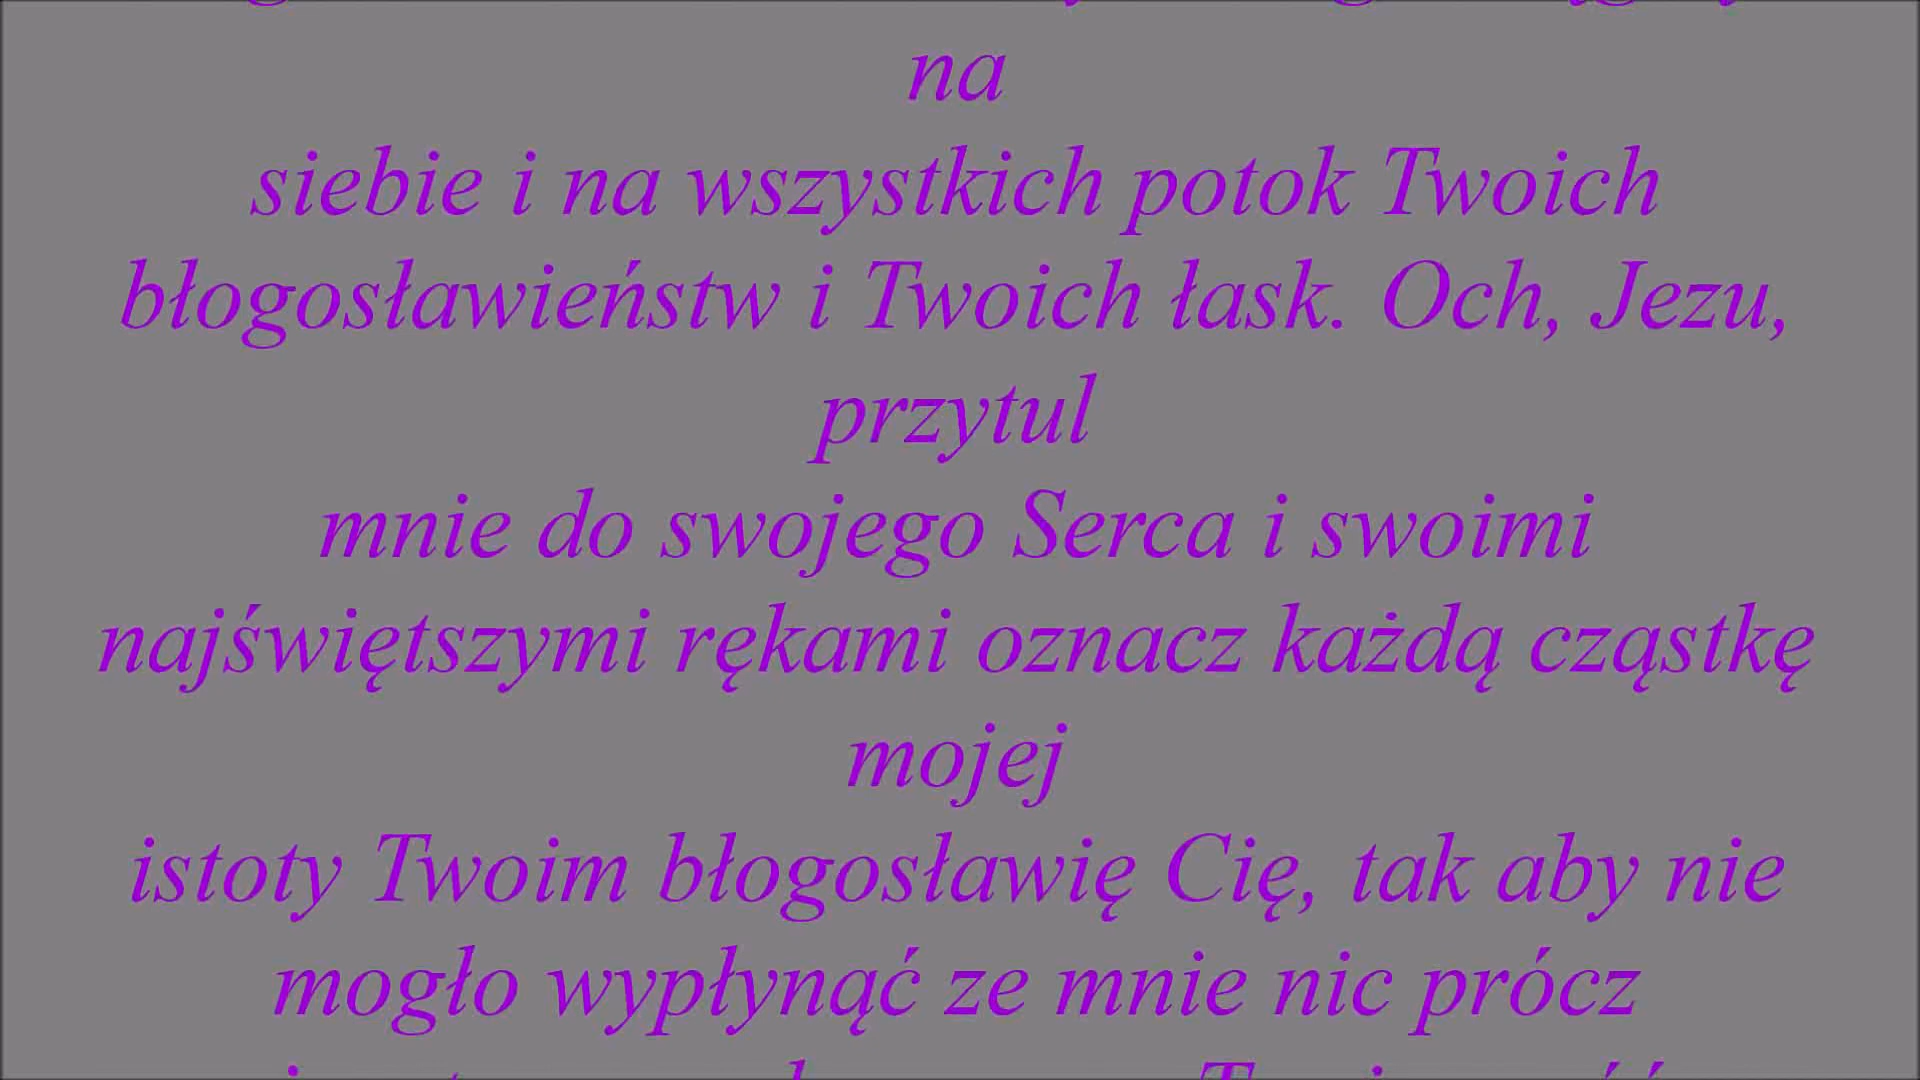 na
siebie i na wszystkich potok Twoich
błogosławieństw i Twoich łask. Och, Jezu,
przytul
mnie do swojego Serca i swoimi
najświętszymi rękami oznacz każdą cząstkę
mojej
istoty Twoim błogosławię Cię, tak aby nie
mogło wypłynąć ze mnie nic prócz